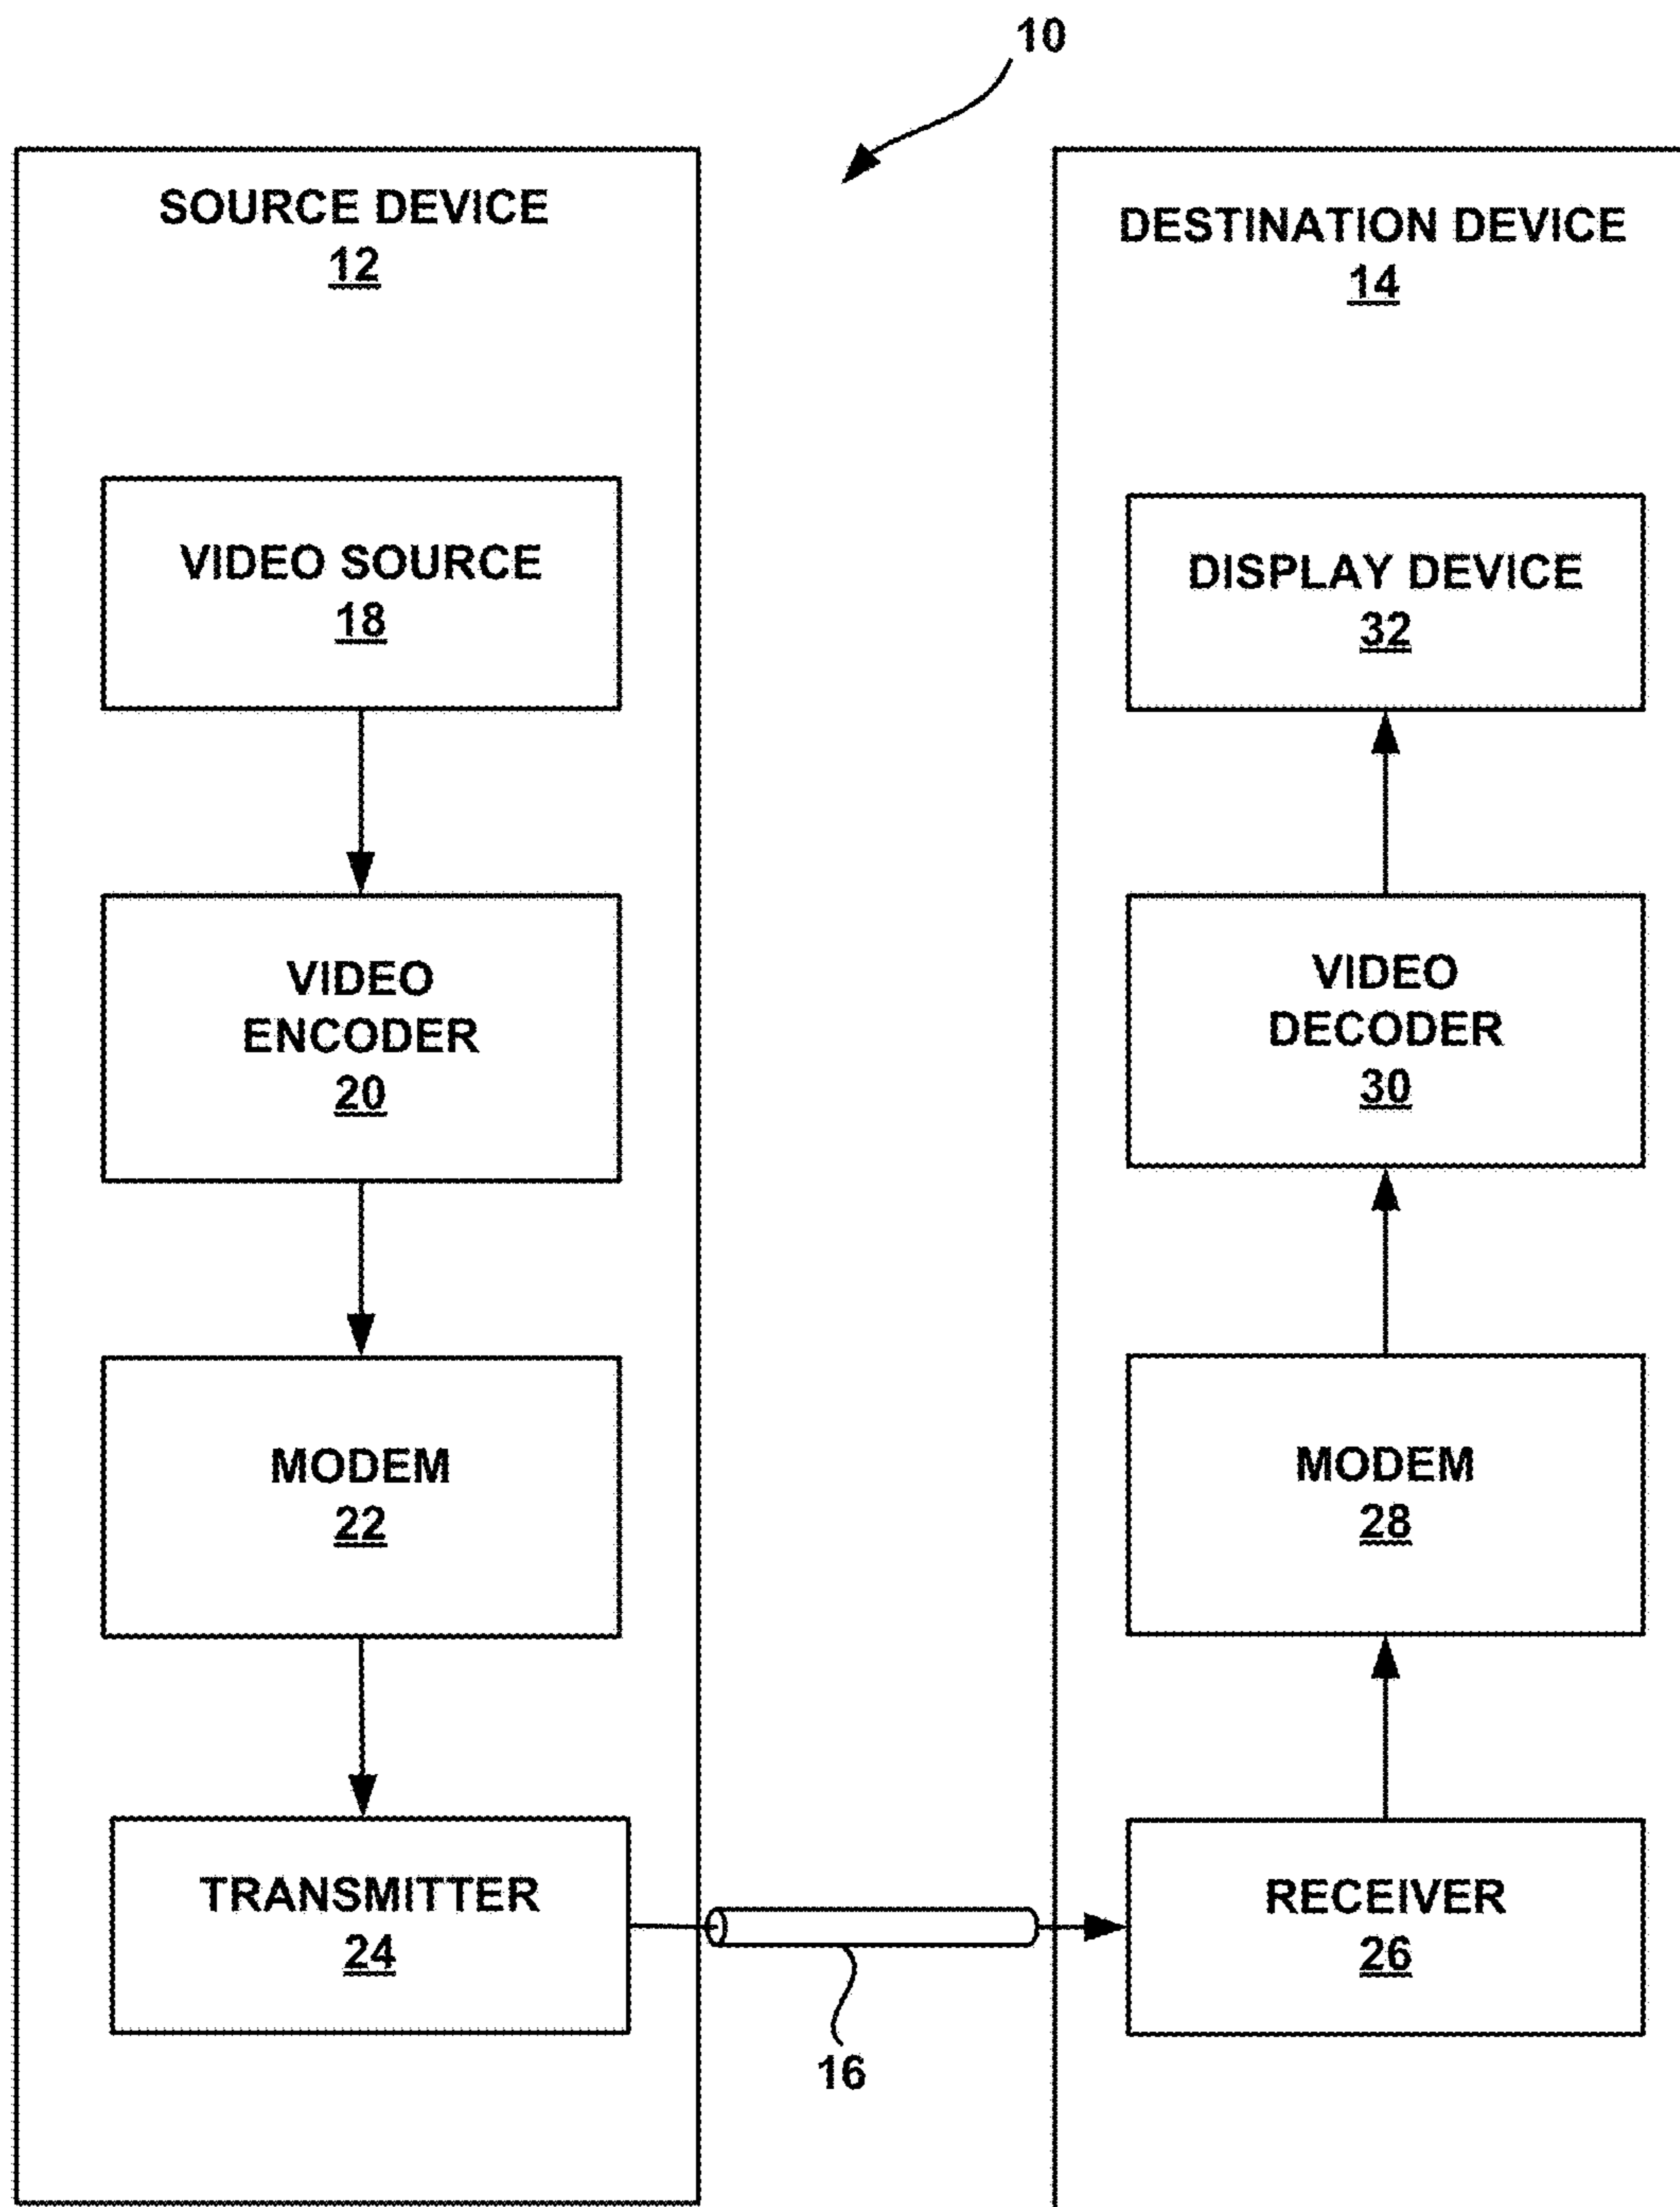 10
SOURCE DEVICE
12
VIDEO SOURCE
18
VIDEO
ENCODER
20
MODEM
22
TRANSMITTER
24
16
DESTINATION DEVICE
14
DISPLAY DEVICE
32
VIDEO
DECODER
30
MODEM
28
RECEIVER
26